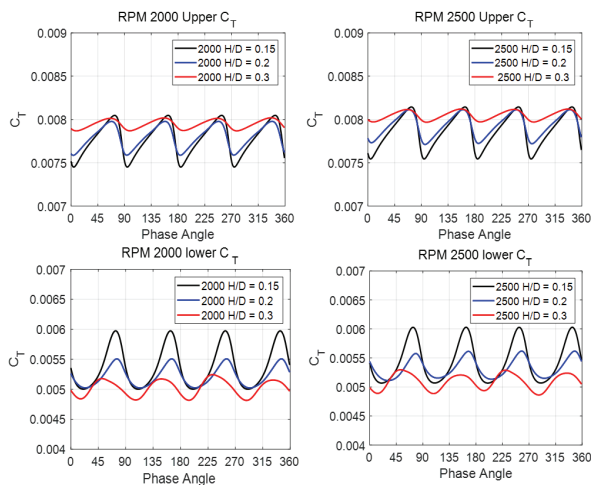 RPM 2000 Upper C_T
0.009
0.0085
0.008
0.0075
0.007
C_T
2000 H/D = 0.15
2000 H/D = 0.2
2000 H/D = 0.3
0 45 90 135 180 225 270 315 360
Phase Angle
RPM 2500 Upper C_T
0.009
0.0085
0.008
0.0075
0.007
C_T
2500 H/D = 0.15
2500 H/D = 0.2
2500 H/D = 0.3
0 45 90 135 180 225 270 315 360
Phase Angle
RPM 2000 lower C_T
0.007
0.0065
0.006
0.0055
0.005
0.0045
0.004
C_T
2000 H/D = 0.15
2000 H/D = 0.2
2000 H/D = 0.3
0 45 90 135 180 225 270 315 360
Phase Angle
RPM 2500 lower C_T
0.007
0.0065
0.006
0.0055
0.005
0.0045
0.004
C_T
2500 H/D = 0.15
2500 H/D = 0.2
2500 H/D = 0.3
0 45 90 135 180 225 270 315 360
Phase Angle